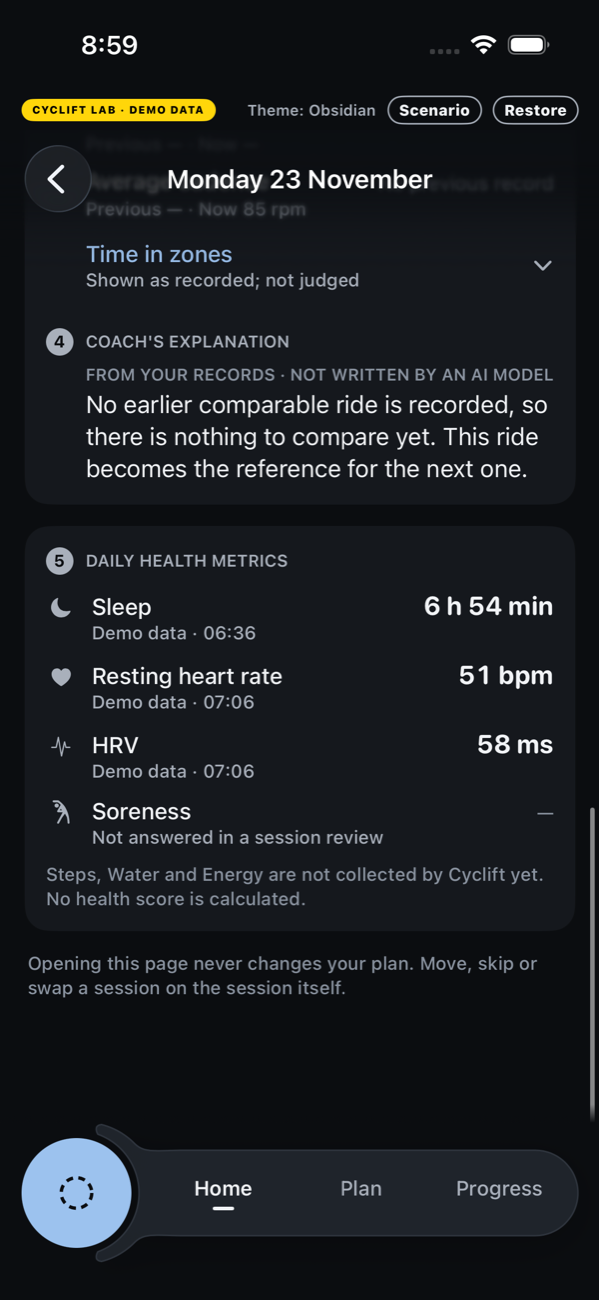 8:59
CYCLIFT LAB · DEMO DATA
Theme: Obsidian
Scenario
Restore
Previous — · Now —
Monday 23 November
Previous — · Now 85 rpm
Time in zones
Shown as recorded; not judged
4
COACH'S EXPLANATION
FROM YOUR RECORDS · NOT WRITTEN BY AN AI MODEL
No earlier comparable ride is recorded, so
there is nothing to compare yet. This ride
becomes the reference for the next one.
5
DAILY HEALTH METRICS
Sleep
6 h 54 min
Demo data · 06:36
Resting heart rate
51 bpm
Demo data · 07:06
HRV
58 ms
Demo data · 07:06
Soreness
—
Not answered in a session review
Steps, Water and Energy are not collected by Cyclift yet.
No health score is calculated.
Opening this page never changes your plan. Move, skip or
swap a session on the session itself.
Home
Plan
Progress